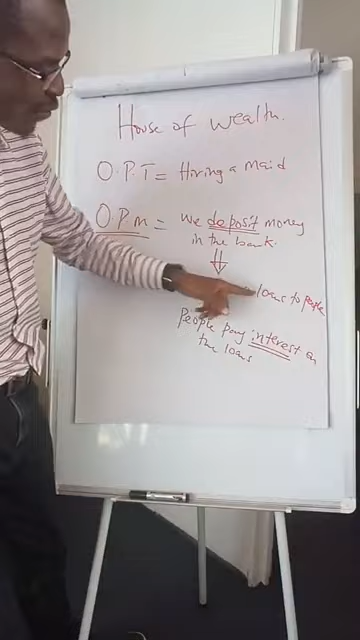 House of wealth.
O.P.T = Hiring a maid
O.P.M = We deposit money
in the bank.
loans to people
People pay interest on
the loans